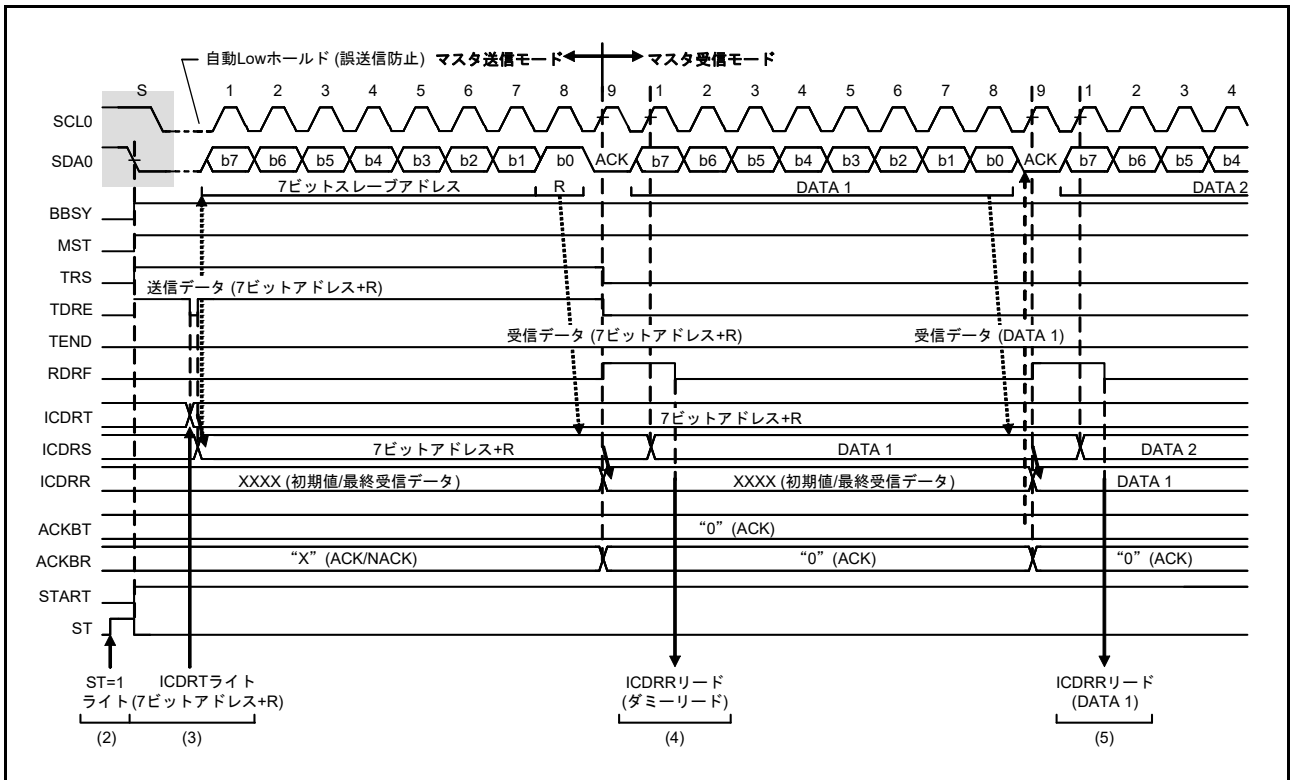 自動Lowホールド (誤送信防止) マスタ送信モード マスタ受信モード
S 1 2 3 4 5 6 7 8 9 1 2 3 4 5 6 7 8 9 1 2 3 4
SCL0
SDA0 b7 b6 b5 b4 b3 b2 b1 b0 ACK b7 b6 b5 b4 b3 b2 b1 b0 ACK b7 b6 b5 b4
7ビットスレーブアドレス R DATA 1 DATA 2
BBSY
MST
TRS
送信データ (7ビットアドレス+R)
TDRE
受信データ (7ビットアドレス+R) 受信データ (DATA 1)
TEND
RDRF
ICDRT 7ビットアドレス+R
ICDRS 7ビットアドレス+R DATA 1 DATA 2
ICDRR XXXX (初期値/最終受信データ) XXXX (初期値/最終受信データ) DATA 1
ACKBT “0” (ACK)
ACKBR “X” (ACK/NACK) “0” (ACK) “0” (ACK)
START
ST
ST=1 ICDRTライト ICDRRリード ICDRRリード
ライト (7ビットアドレス+R) (ダミーリード) (DATA 1)
(2) (3) (4) (5)